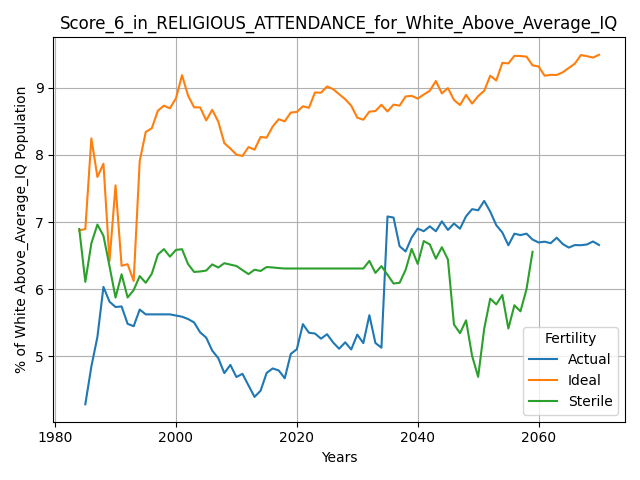 Score_6_in_RELIGIOUS_ATTENDANCE_for_White_Above_Average_IQ
% of White Above_Average_IQ Population
9
8
7
6
5
1980 2000 2020 2040 2060
Years
Fertility
Actual
Ideal
Sterile